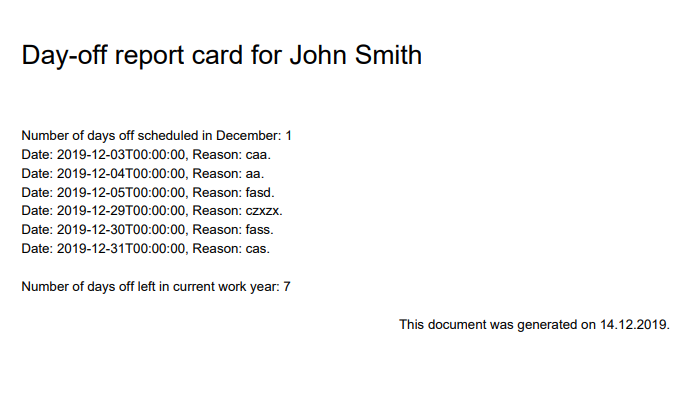 Day-off report card for John Smith
Number of days off scheduled in December: 1
Date: 2019-12-03T00:00:00, Reason: caa.
Date: 2019-12-04T00:00:00, Reason: aa.
Date: 2019-12-05T00:00:00, Reason: fasd.
Date: 2019-12-29T00:00:00, Reason: czxzx.
Date: 2019-12-30T00:00:00, Reason: fass.
Date: 2019-12-31T00:00:00, Reason: cas.
Number of days off left in current work year: 7
This document was generated on 14.12.2019.